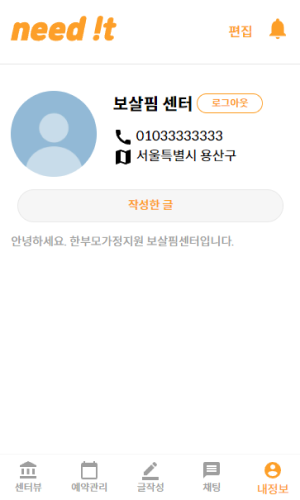 need !t
편집
보살핌 센터
로그아웃
01033333333
서울특별시 용산구
작성한 글
안녕하세요. 한부모가정지원 보살핌센터입니다.
센터뷰
예약관리
글작성
채팅
내정보